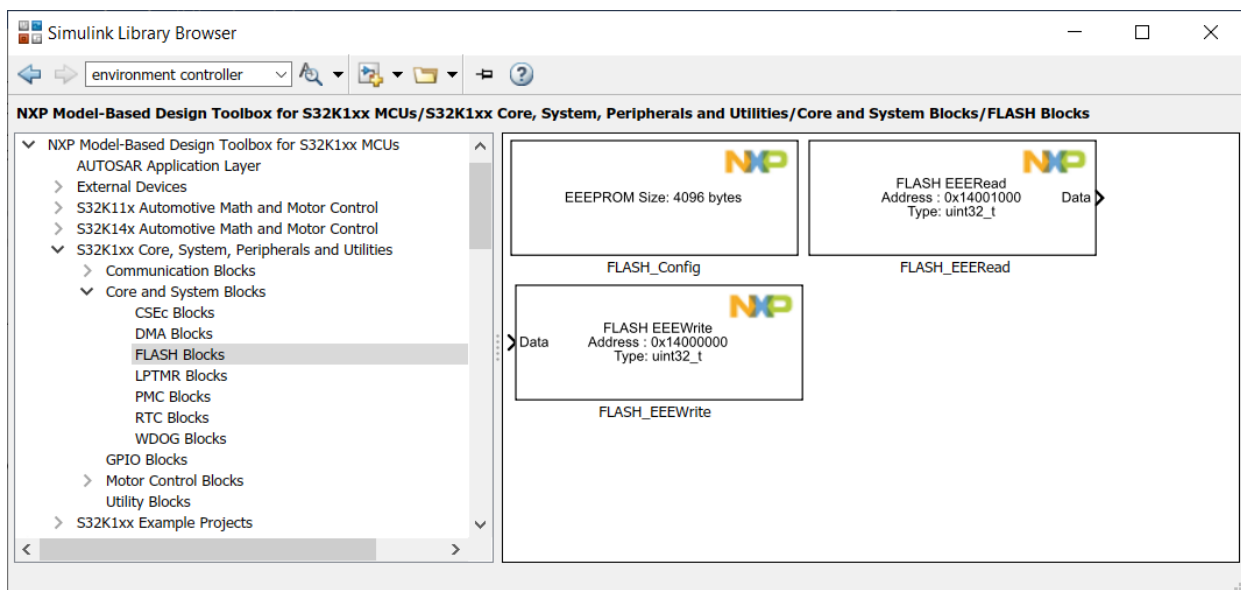 Simulink Library Browser
environment controller
NXP Model-Based Design Toolbox for S32K1xx MCUs/S32K1xx Core, System, Peripherals and Utilities/Core and System Blocks/FLASH Blocks
NXP Model-Based Design Toolbox for S32K1xx MCUs
AUTOSAR Application Layer
External Devices
S32K11x Automotive Math and Motor Control
S32K14x Automotive Math and Motor Control
S32K1xx Core, System, Peripherals and Utilities
Communication Blocks
Core and System Blocks
CSEc Blocks
DMA Blocks
FLASH Blocks
LPTMR Blocks
PMC Blocks
RTC Blocks
WDOG Blocks
GPIO Blocks
Motor Control Blocks
Utility Blocks
S32K1xx Example Projects
NXP
EEEPROM Size: 4096 bytes
FLASH_Config
NXP
FLASH EEERead
Address : 0x14001000
Type: uint32_t
Data
FLASH_EEERead
NXP
Data
FLASH EEEWrite
Address : 0x14000000
Type: uint32_t
FLASH_EEEWrite